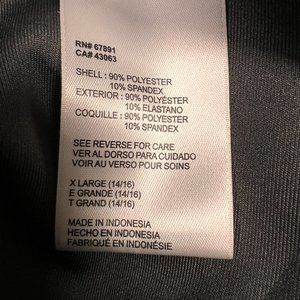 RN# 67891
CA# 43063
SHELL : 90% POLYESTER
10% SPANDEX
EXTERIOR : 90% POLYÉSTER
10% ELASTANO
COQUILLE : 90% POLYESTER
10% SPANDEX
SEE REVERSE FOR CARE
VER AL DORSO PARA CUIDADO
VOIR AU VERSO POUR SOINS
X LARGE (14/16)
E GRANDE (14/16)
T GRAND (14/16)
MADE IN INDONESIA
HECHO EN INDONESIA
FABRIQUÉ EN INDONÉSIE